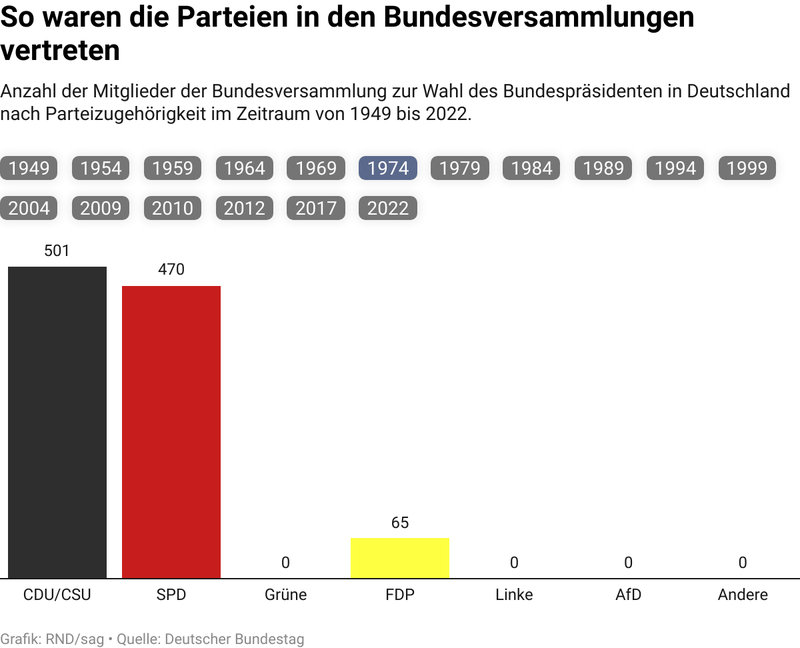 So waren die Parteien in den Bundesversammlungen
vertreten
Anzahl der Mitglieder der Bundesversammlung zur Wahl des Bundespräsidenten in Deutschland
nach Parteizugehörigkeit im Zeitraum von 1949 bis 2022.
1949 1954 1959 1964 1969 1974 1979 1984 1989 1994 1999
2004 2009 2010 2012 2017 2022
501 470 0 65 0 0 0
CDU/CSU SPD Grüne FDP Linke AfD Andere
Grafik: RND/sag • Quelle: Deutscher Bundestag